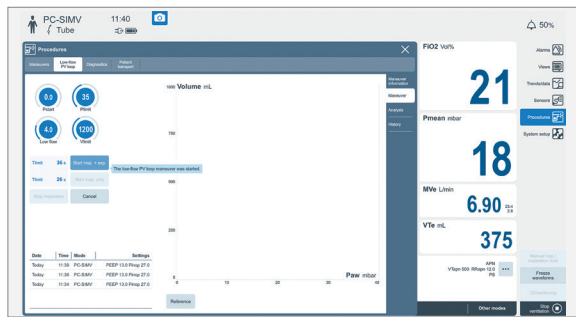 PC-SIMV 11:40 50%
Tube
Procedures
Maneuvers Low-flow PV loop Diagnostics Patient transport
0.0 35
Pstart Plimit
4.0 1200
Low flow Vlimit
Tlimit 36 s Start insp. + exp.
Tlimit 26 s Start insp. only
Stop inspiration Cancel
The low-flow PV loop maneuver was started.
1000 Volume mL
750
500
250
0
0 10 20 30 40
Paw mbar
Reference
Date Time Mode Settings
Today 11:39 PC-SIMV PEEP 13.0 Pinsp 27.0
Today 11:36 PC-SIMV PEEP 13.0 Pinsp 27.0
Today 11:34 PC-SIMV PEEP 13.0 Pinsp 27.0
Maneuver information
Maneuver
Analysis
History
FiO2 Vol%
21
Pmean mbar
18
MVe L/min
6.90
VTe mL
375
APN
VTapn 500 RRapn 12.0
PS
Other modes
Alarms
Views
Trends/data
Sensors
Procedures
System setup
Freeze waveforms
Stop ventilation